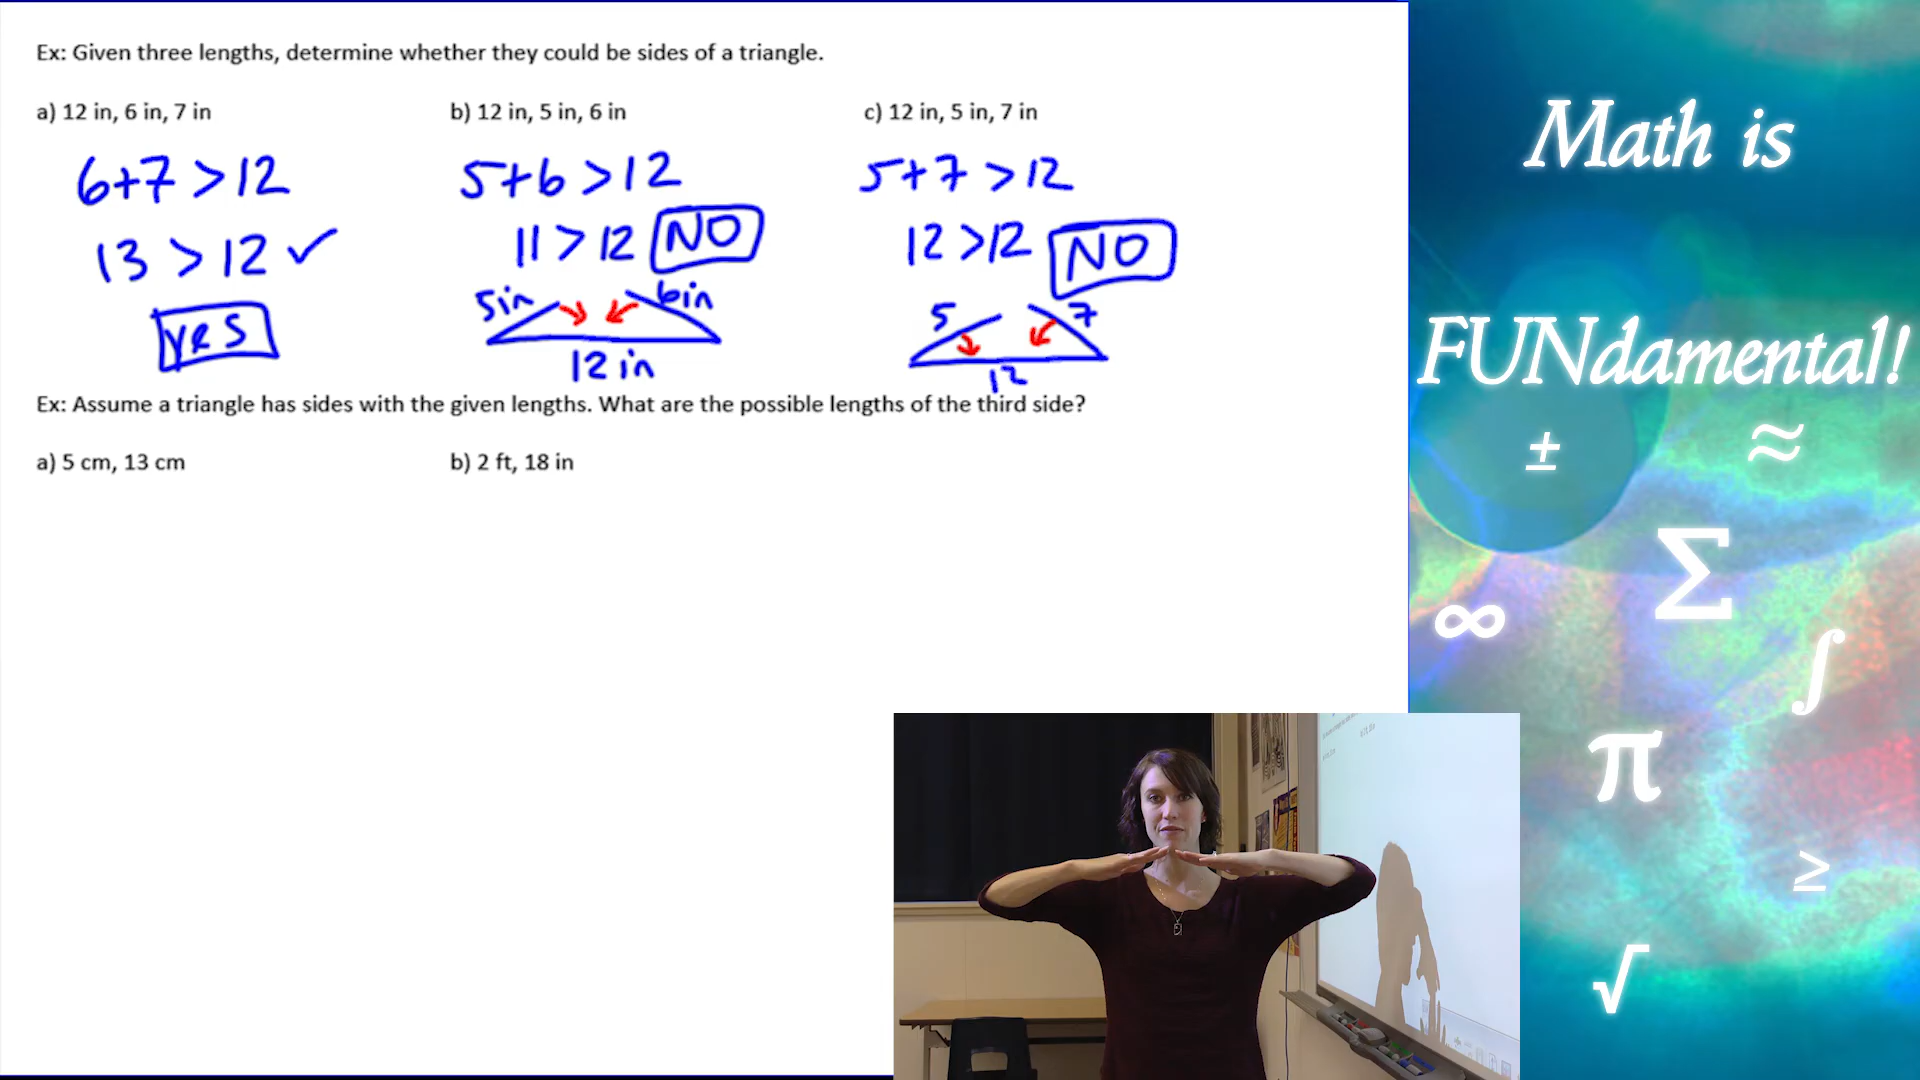 Ex: Given three lengths, determine whether they could be sides of a triangle.
a) 12 in, 6 in, 7 in
6+7 > 12
13 > 12 ✓
yes
b) 12 in, 5 in, 6 in
5+6 > 12
11 > 12 NO
5in 6in
12 in
c) 12 in, 5 in, 7 in
5+7 > 12
12 > 12 NO
5 7
12
Ex: Assume a triangle has sides with the given lengths. What are the possible lengths of the third side?
a) 5 cm, 13 cm
b) 2 ft, 18 in
Math is
FUNdamental!
± ≈
Σ
∞
∫
π
≥
√